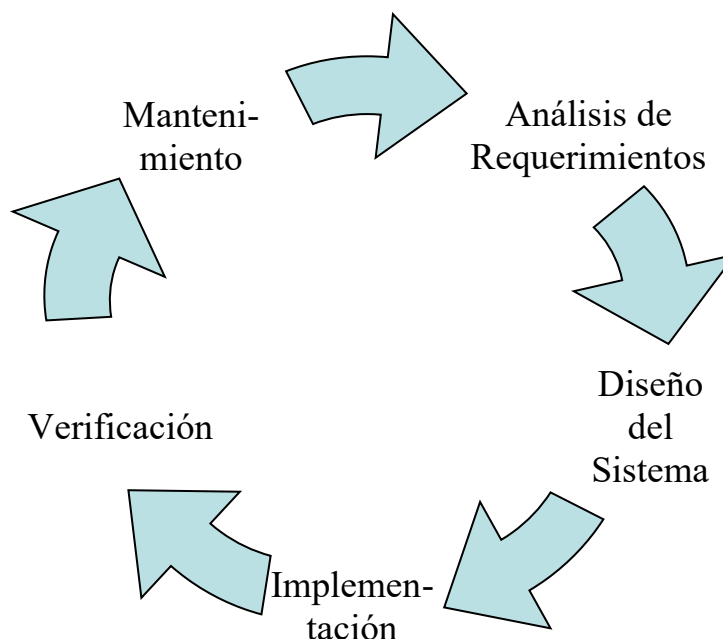 Manteni-
miento
Análisis de
Requerimientos
Diseño
del
Sistema
Implemen-
tación
Verificación